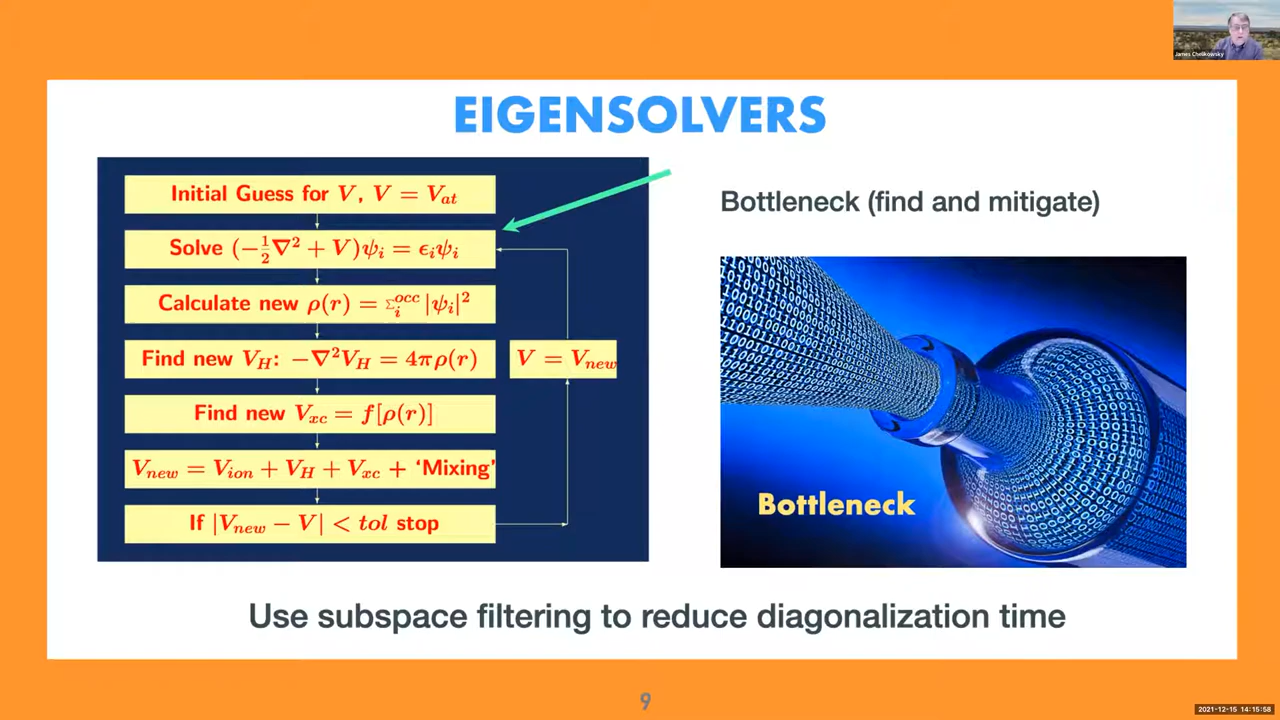 James Chelikowsky
EIGENSOLVERS
Initial Guess for V, V = V_at
Solve (−½∇² + V)ψ_i = ϵ_iψ_i
Calculate new ρ(r) = Σ_i^occ |ψ_i|²
Find new V_H: −∇²V_H = 4πρ(r)
V = V_new
Find new V_xc = f[ρ(r)]
V_new = V_ion + V_H + V_xc + ‘Mixing’
If |V_new − V| < tol stop
Bottleneck (find and mitigate)
Bottleneck
Use subspace filtering to reduce diagonalization time
9
2021-12-15 14:15:58